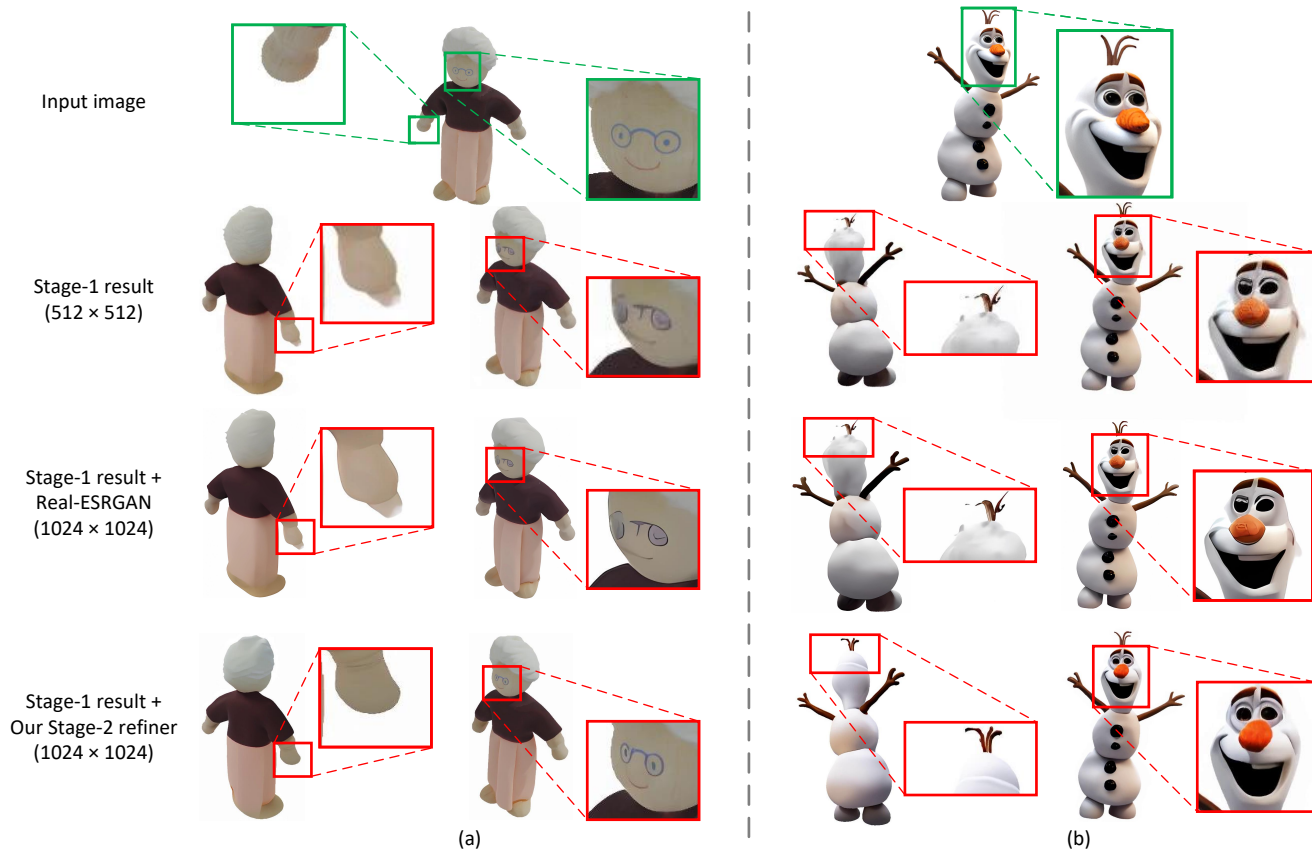 Input image
Stage-1 result
(512 × 512)
Stage-1 result +
Real-ESRGAN
(1024 × 1024)
Stage-1 result +
Our Stage-2 refiner
(1024 × 1024)
(a)
(b)